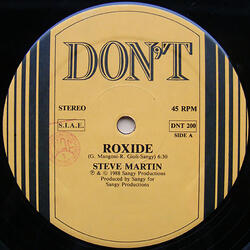 DON'T
STEREO
45 RPM
S.I.A.E.
DNT 200
SIDE A
ROXIDE
(G. Mangoni-R. Gioli-Sangy) 6:30
STEVE MARTIN
℗ & © 1988 Sangy Productions
Produced by Sangy for
Sangy Productions